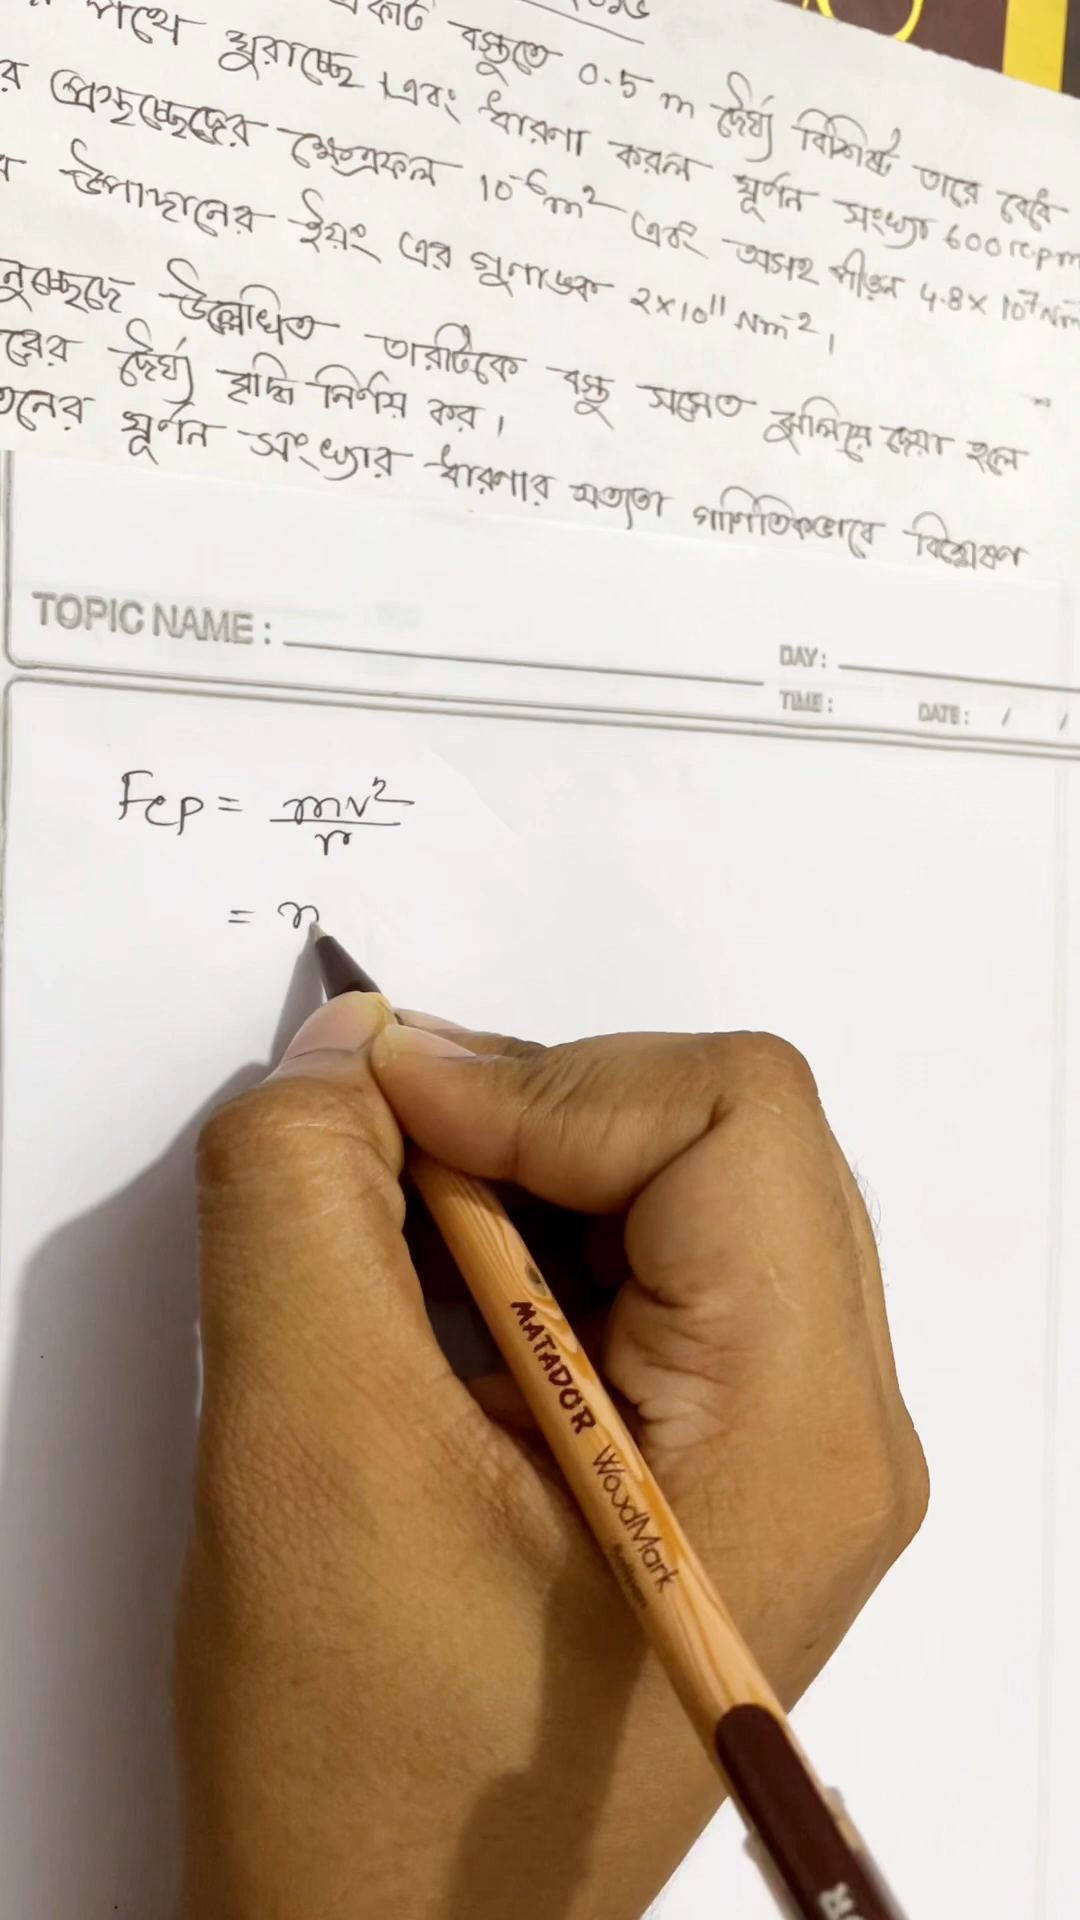 একটি বস্তুতে 0.5 m দৈর্ঘ্য বিশিষ্ট তারে বেধে
পথে ঘুরাচ্ছে এবং ধারণা করল ঘূর্ণন সংখ্যা 600 rpm
প্রস্থচ্ছেদের ক্ষেত্রফল 10⁻⁶m² এবং অসহ পীড়ন 4.8 × 10⁷ Nm⁻
উপাদানের ইয়ং এর গুণাঙ্ক 2×10¹¹ Nm⁻²।
উল্লেখিত তারটিকে বস্তু সমেত ঝুলিয়ে দেয়া হলে
দৈর্ঘ্য বৃদ্ধি নির্ণয় কর।
ঘূর্ণন সংখ্যার ধারণার সত্যতা গাণিতিকভাবে বিশ্লেষণ
TOPIC NAME :
DAY :
TIME :
DATE : / /
Fcp = mv²/r
= m
MATADOR WoodMark